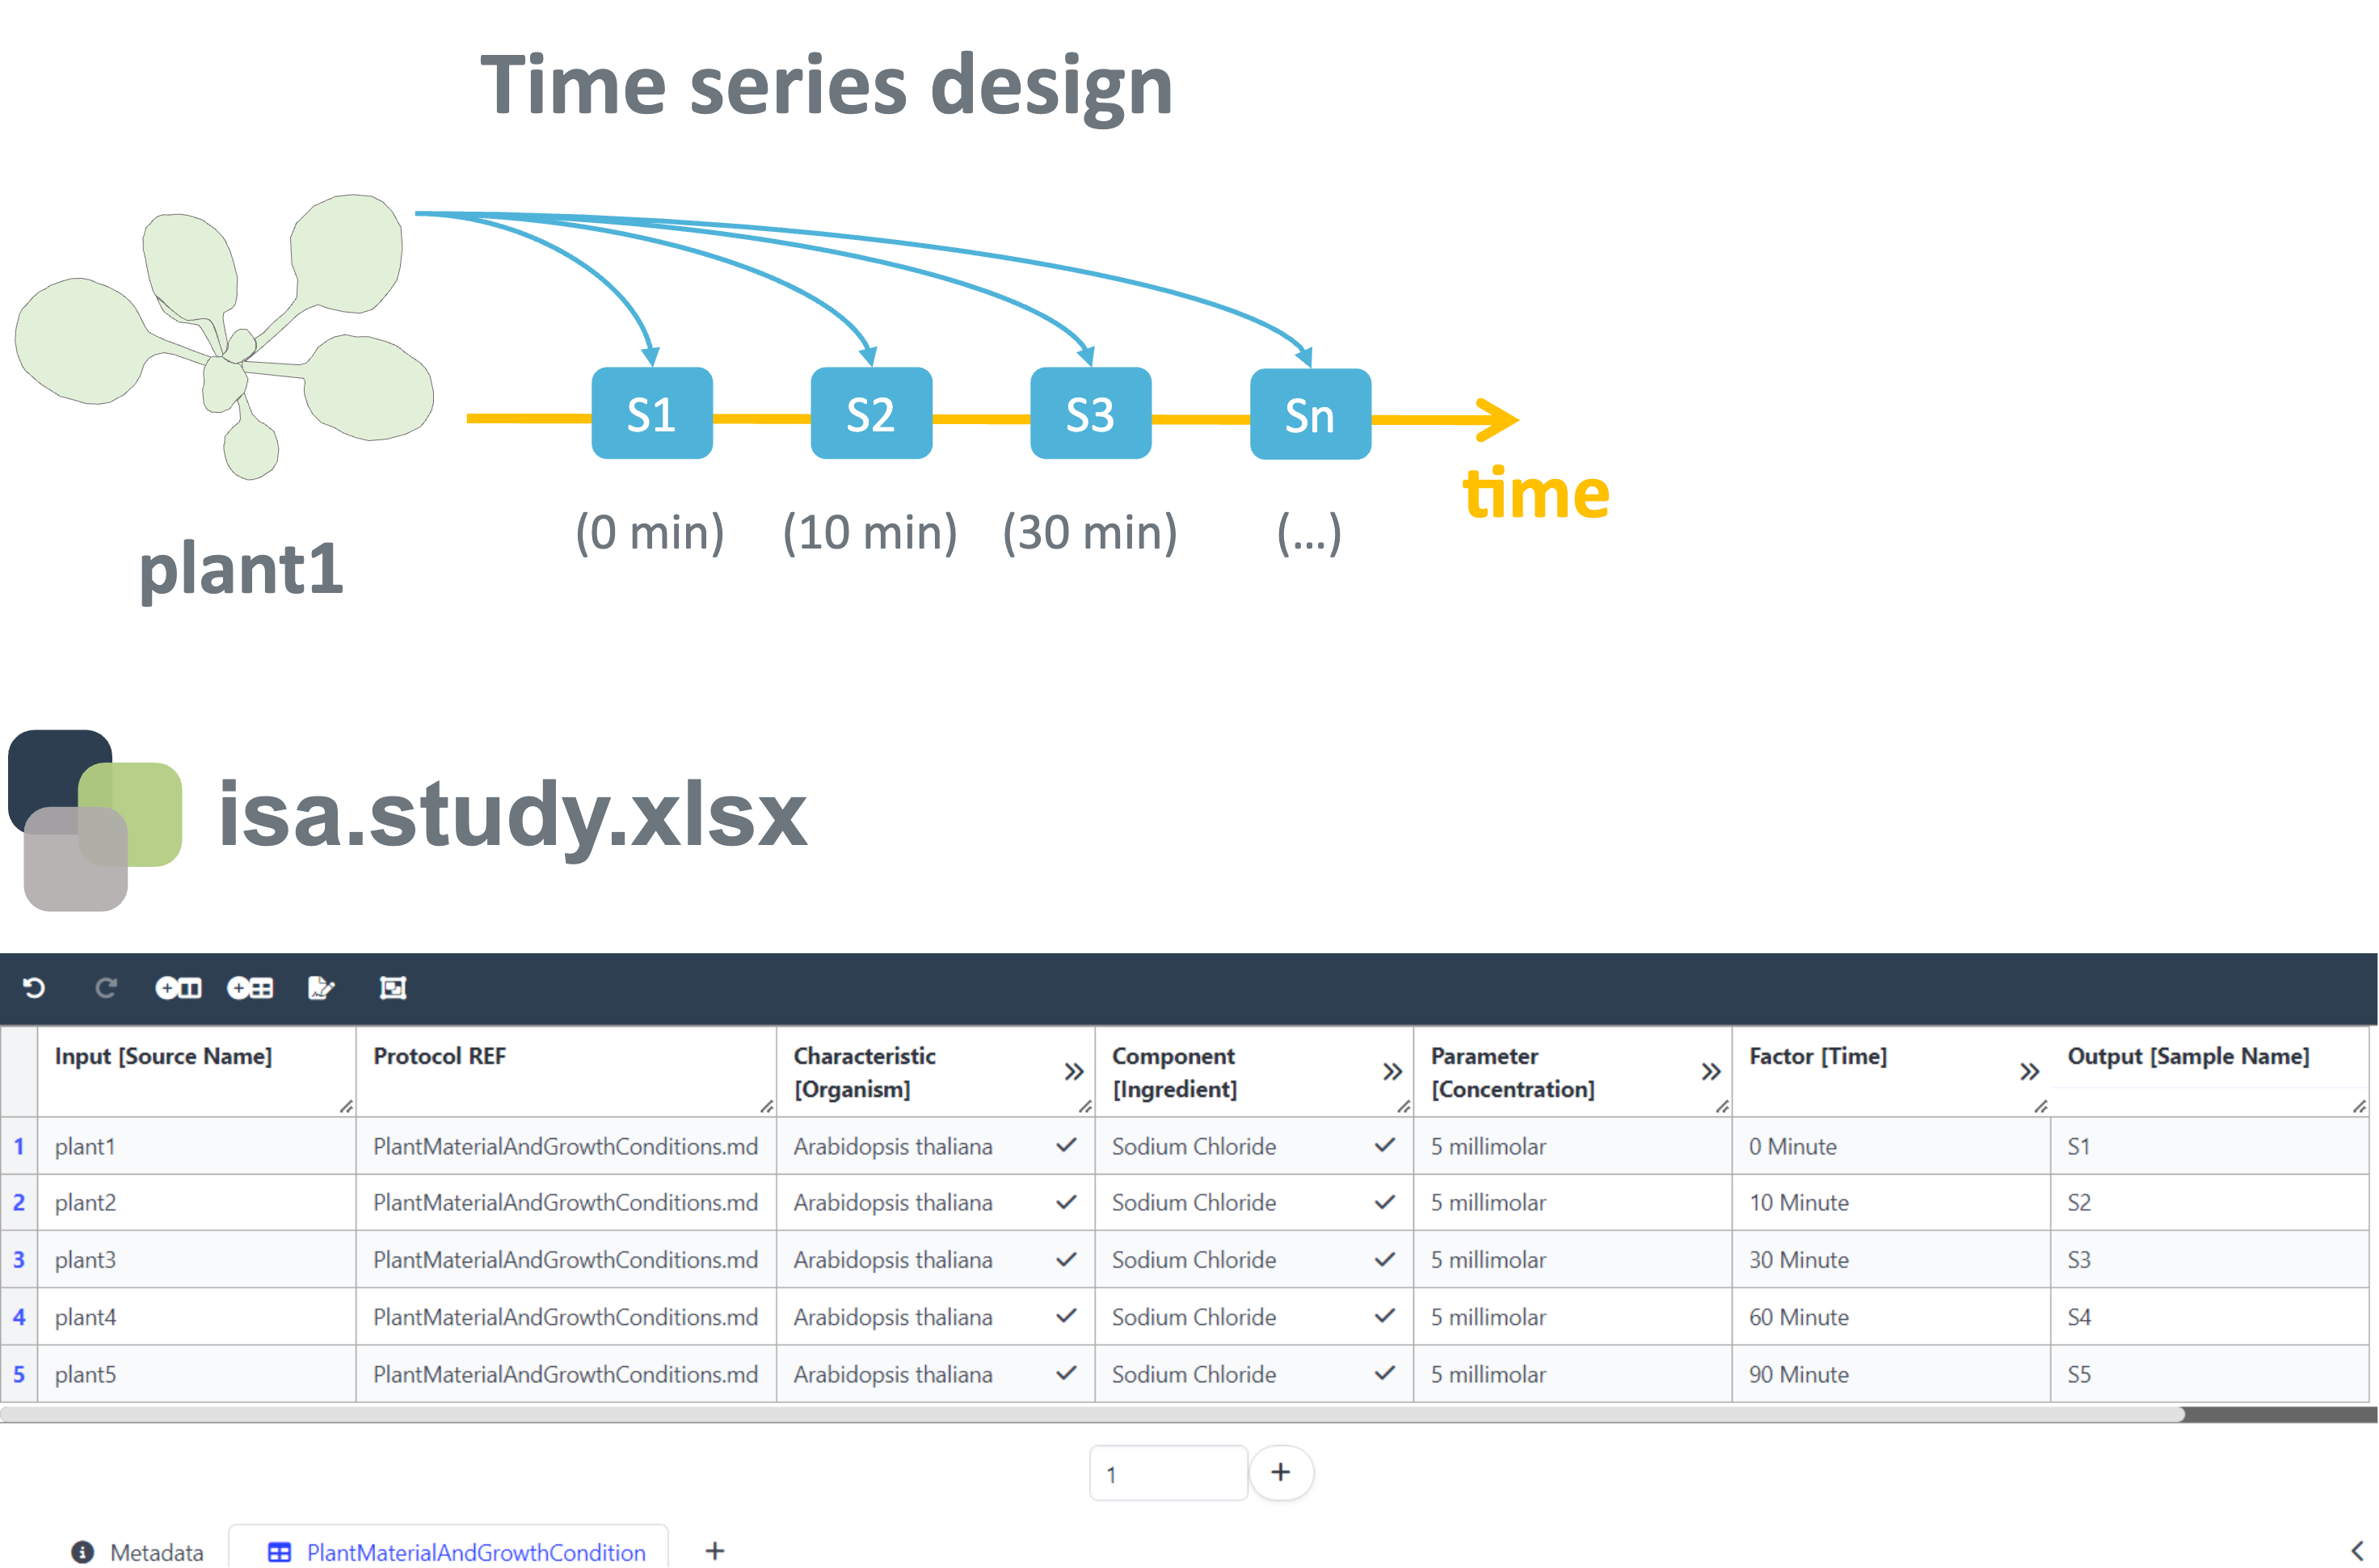 Time series design
S1 S2 S3 Sn
time
(0 min) (10 min) (30 min) (...)
plant1
isa.study.xlsx
Input [Source Name] Protocol REF Characteristic [Organism] Component [Ingredient] Parameter [Concentration] Factor [Time] Output [Sample Name]
1 plant1 PlantMaterialAndGrowthConditions.md Arabidopsis thaliana Sodium Chloride 5 millimolar 0 Minute S1
2 plant2 PlantMaterialAndGrowthConditions.md Arabidopsis thaliana Sodium Chloride 5 millimolar 10 Minute S2
3 plant3 PlantMaterialAndGrowthConditions.md Arabidopsis thaliana Sodium Chloride 5 millimolar 30 Minute S3
4 plant4 PlantMaterialAndGrowthConditions.md Arabidopsis thaliana Sodium Chloride 5 millimolar 60 Minute S4
5 plant5 PlantMaterialAndGrowthConditions.md Arabidopsis thaliana Sodium Chloride 5 millimolar 90 Minute S5
1 +
Metadata PlantMaterialAndGrowthCondition +